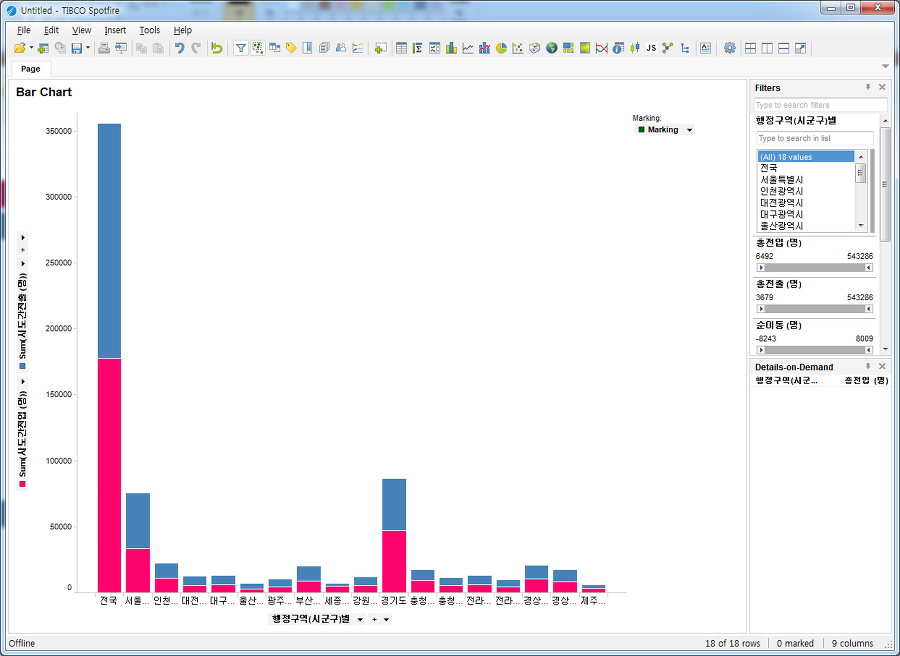 Untitled - TIBCO Spotfire
File Edit View Insert Tools Help
JS
Page
Bar Chart
Marking:
Marking
350000
300000
250000
200000
150000
100000
50000
0
+
Sum(시도간전출 (명))
Sum(시도간전입 (명))
전국 서울... 인천... 대전... 대구... 울산... 광주... 부산... 세종... 강원... 경기도 충청... 충청... 전라... 전라... 경상... 경상... 제주...
행정구역(시군구)별 +
Filters
Type to search filters
행정구역(시군구)별
Type to search in list
(All) 18 values
전국
서울특별시
인천광역시
대전광역시
대구광역시
울산광역시
총전입 (명)
6492 543286
총전출 (명)
3679 543286
순이동 (명)
-8243 8009
Details-on-Demand
행정구역(시군... 총전입 (명)
Offline 18 of 18 rows 0 marked 9 columns